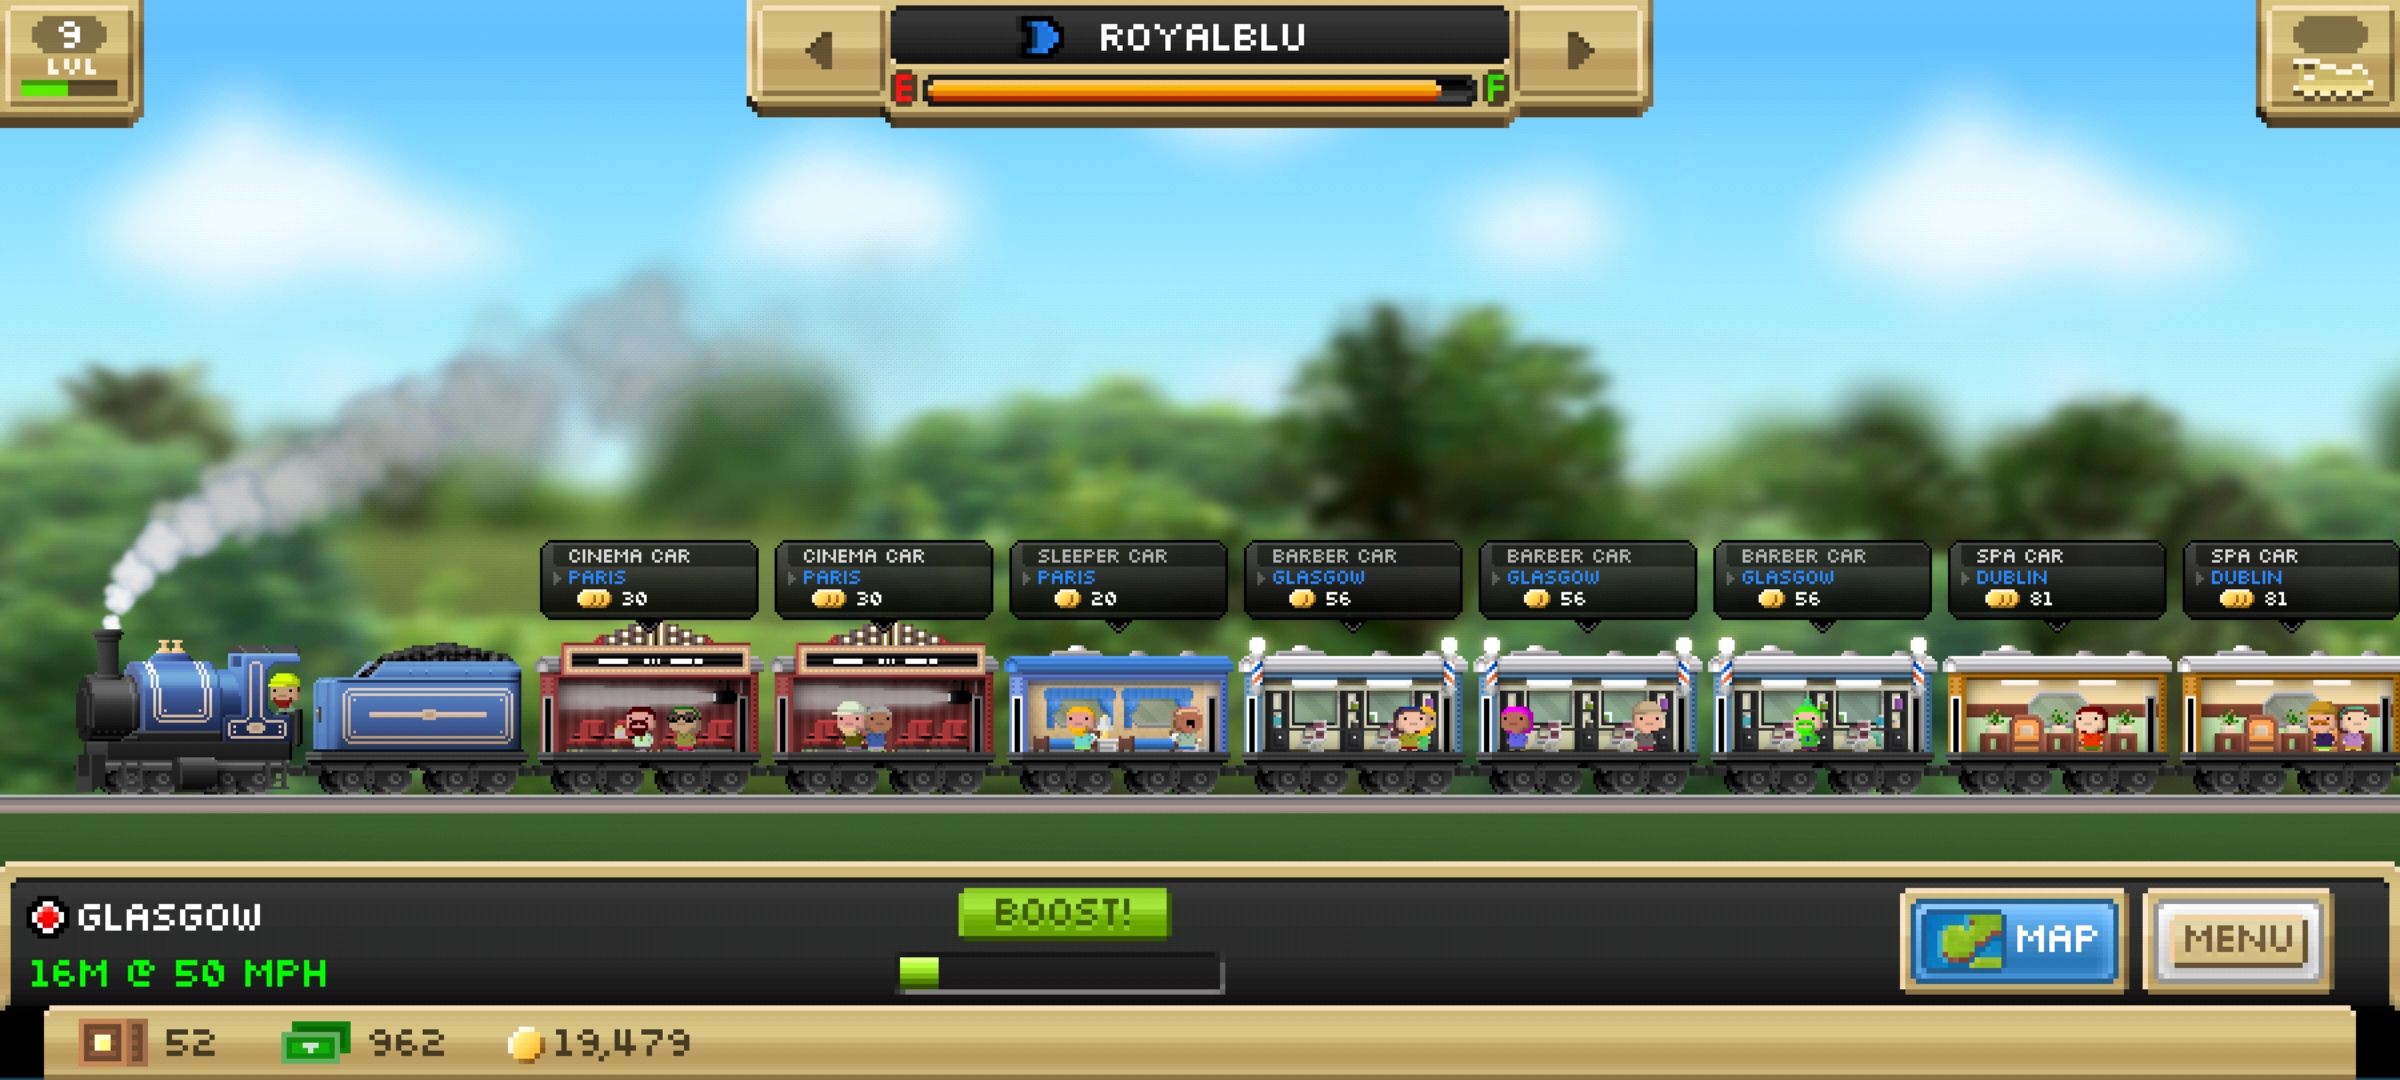 9
LVL
ROYALBLU
E F
CINEMA CAR
PARIS
30
CINEMA CAR
PARIS
30
SLEEPER CAR
PARIS
20
BARBER CAR
GLASGOW
56
BARBER CAR
GLASGOW
56
BARBER CAR
GLASGOW
56
SPA CAR
DUBLIN
81
SPA CAR
DUBLIN
81
GLASGOW
16M @ 50 MPH
BOOST!
MAP
MENU
52
962
19,479